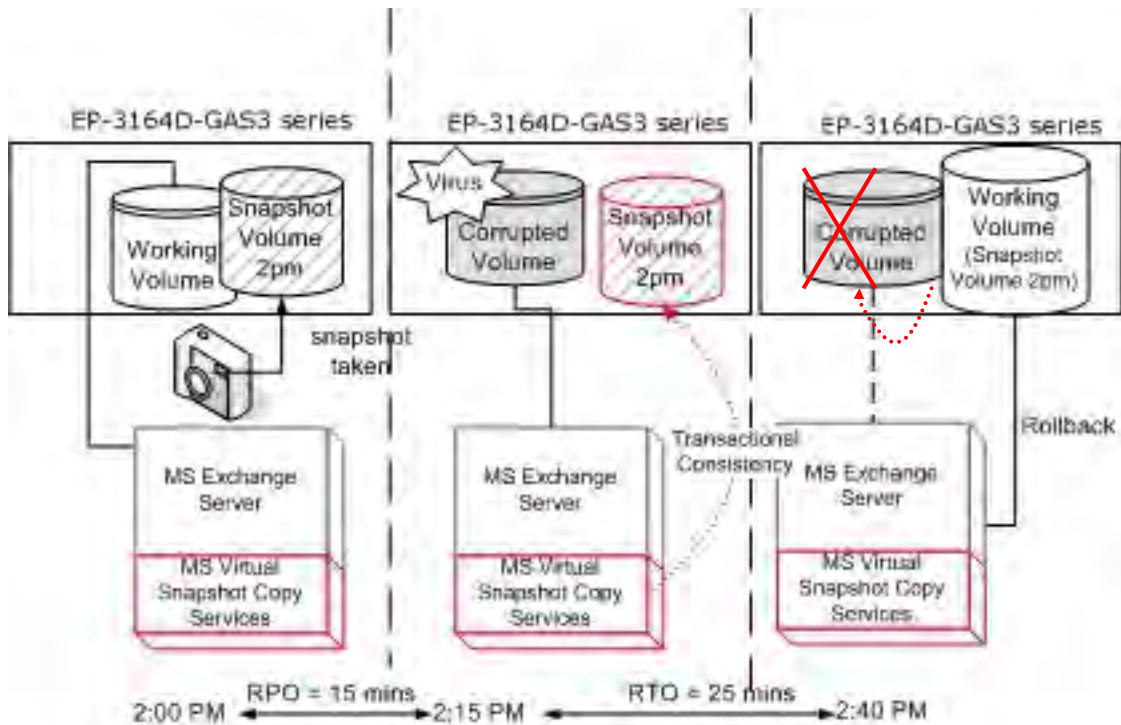 EP-3164D-GAS3 series
Working
Volume
Snapshot
Volume
2pm
snapshot
taken
MS Exchange
Server
MS Virtual
Snapshot Copy
Services
EP-3164D-GAS3 series
Virus
Corrupted
Volume
Snapshot
Volume
2pm
Transactional
Consistency
MS Exchange
Server
MS Virtual
Snapshot Copy
Services
EP-3164D-GAS3 series
Corrupted
Volume
Working
Volume
(Snapshot
Volume 2pm)
Rollback
MS Exchange
Server
MS Virtual
Snapshot Copy
Services
RPO = 15 mins
RTO = 25 mins
2:00 PM
2:15 PM
2:40 PM